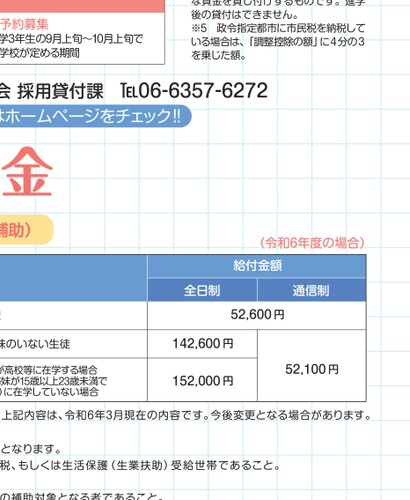 予約募集
学3年生の9月上旬〜10月上旬で
学校が定める期間
な資金を貸し付けするものです。進学
後の貸付はできません。
※5 政令指定都市に市民税を納税して
いる場合は、「調整控除の額」に4分の3
を乗じた額。
会 採用貸付課 ℡06-6357-6272
はホームページをチェック!!
金
補助）
（令和6年度の場合）
給付金額
全日制 通信制
52,600円
妹のいない生徒 142,600円
52,100円
が高校等に在学する場合
姉妹が15歳以上23歳未満で
)に在学していない場合
152,000円
上記内容は、令和6年3月現在の内容です。今後変更となる場合があります。
となります。
税、もしくは生活保護（生業扶助）受給世帯であること。
の補助対象となる者であること。